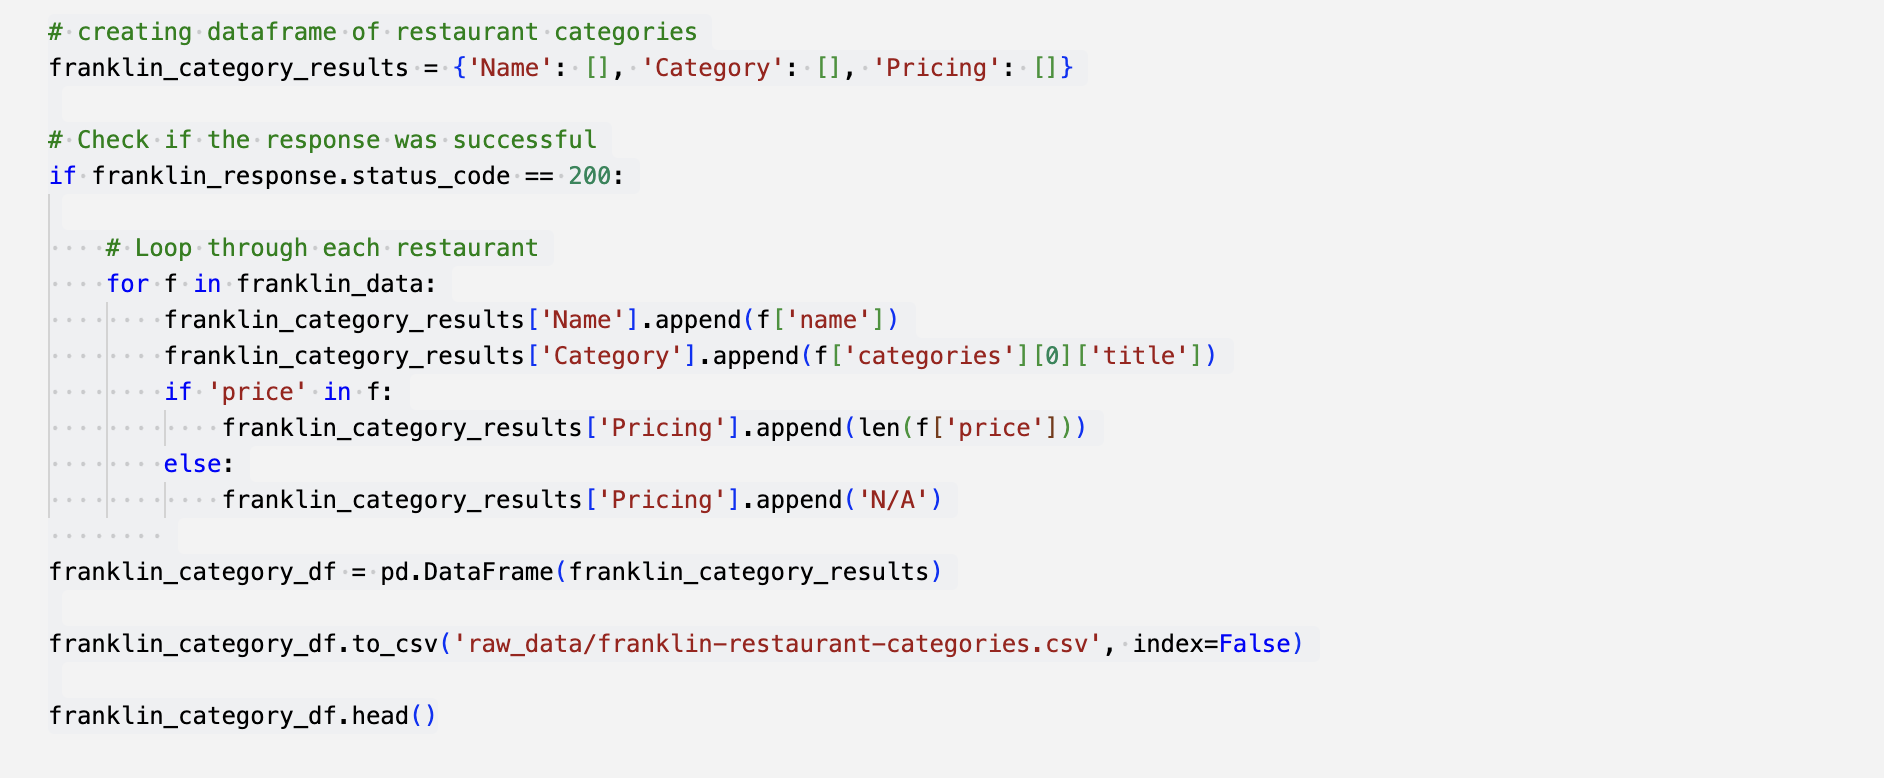 # creating dataframe of restaurant categories
franklin_category_results = {'Name': [], 'Category': [], 'Pricing': []}

# Check if the response was successful
if franklin_response.status_code == 200:

    # Loop through each restaurant
    for f in franklin_data:
        franklin_category_results['Name'].append(f['name'])
        franklin_category_results['Category'].append(f['categories'][0]['title'])
        if 'price' in f:
            franklin_category_results['Pricing'].append(len(f['price']))
        else:
            franklin_category_results['Pricing'].append('N/A')

franklin_category_df = pd.DataFrame(franklin_category_results)

franklin_category_df.to_csv('raw_data/franklin-restaurant-categories.csv', index=False)

franklin_category_df.head()